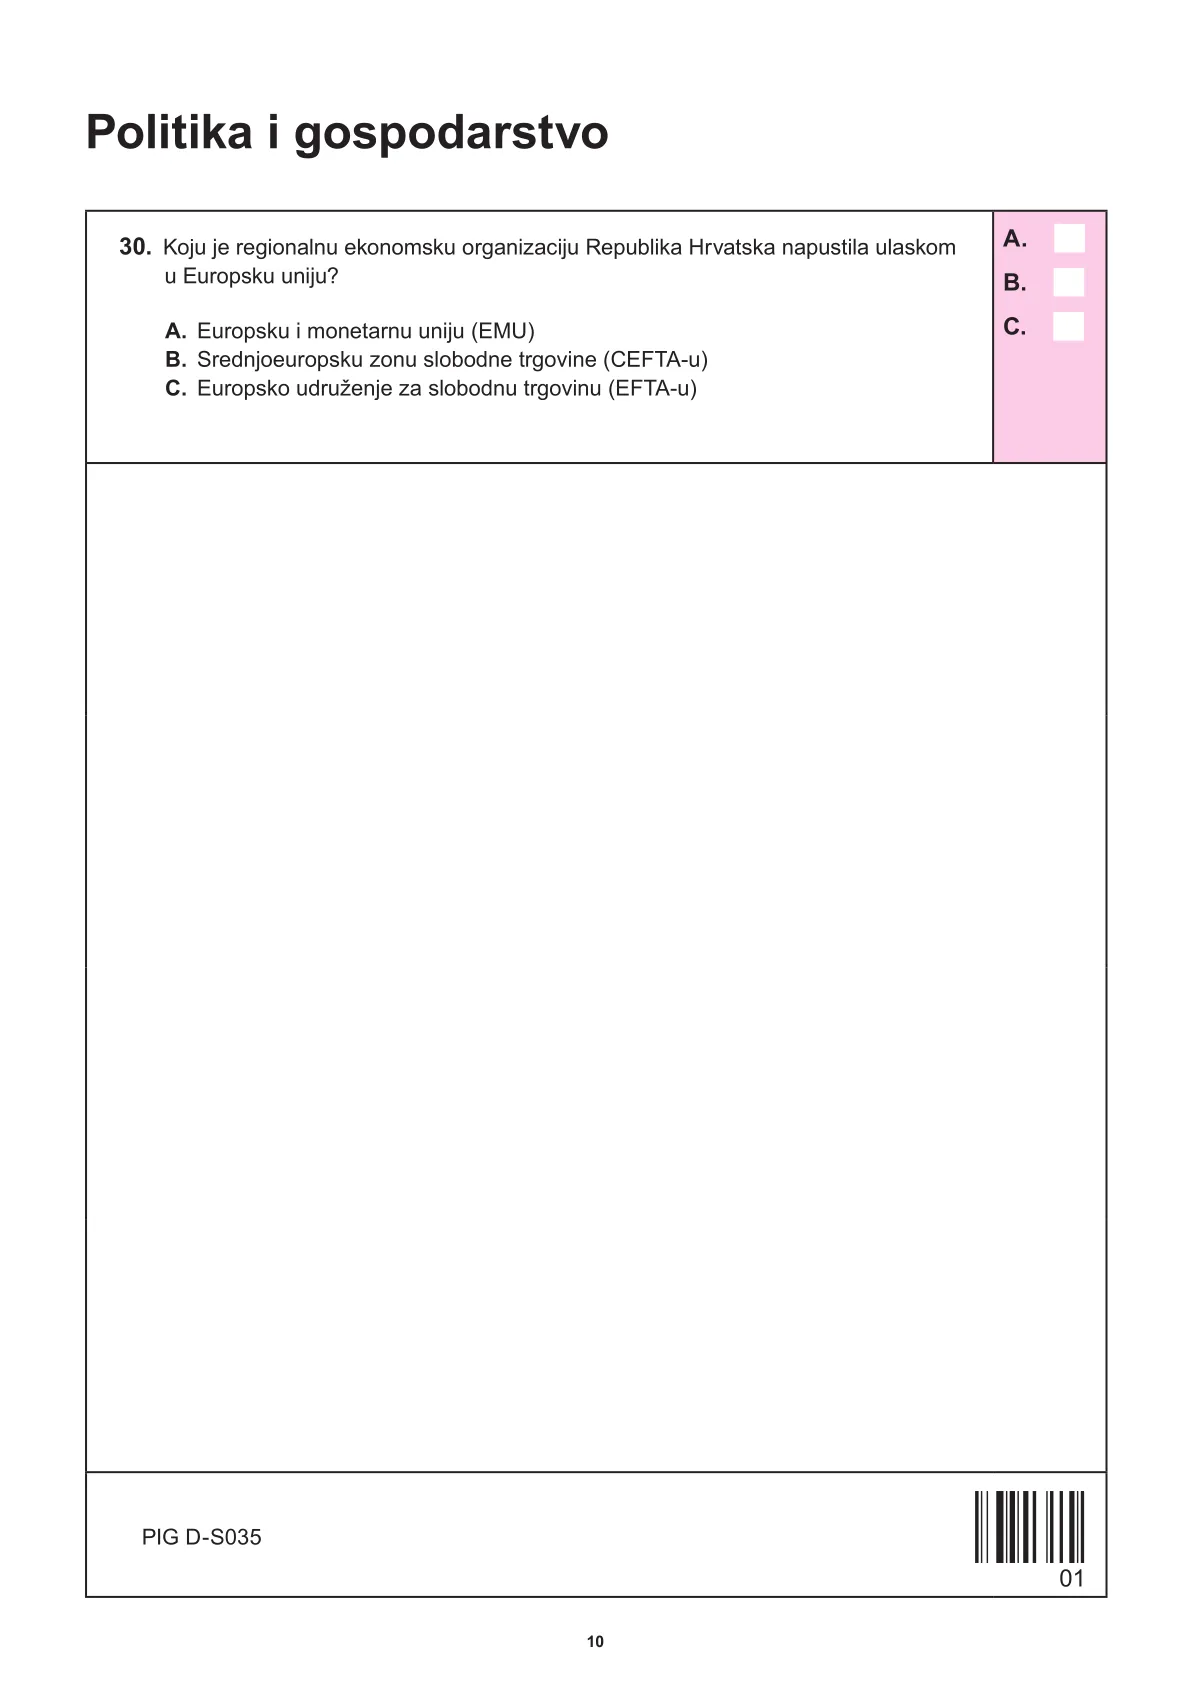 Politika i gospodarstvo
30. Koju je regionalnu ekonomsku organizaciju Republika Hrvatska napustila ulaskom
u Europsku uniju?
A. Europsku i monetarnu uniju (EMU)
B. Srednjoeuropsku zonu slobodne trgovine (CEFTA-u)
C. Europsko udruženje za slobodnu trgovinu (EFTA-u)
A.
B.
C.
PIG D-S035
01
10